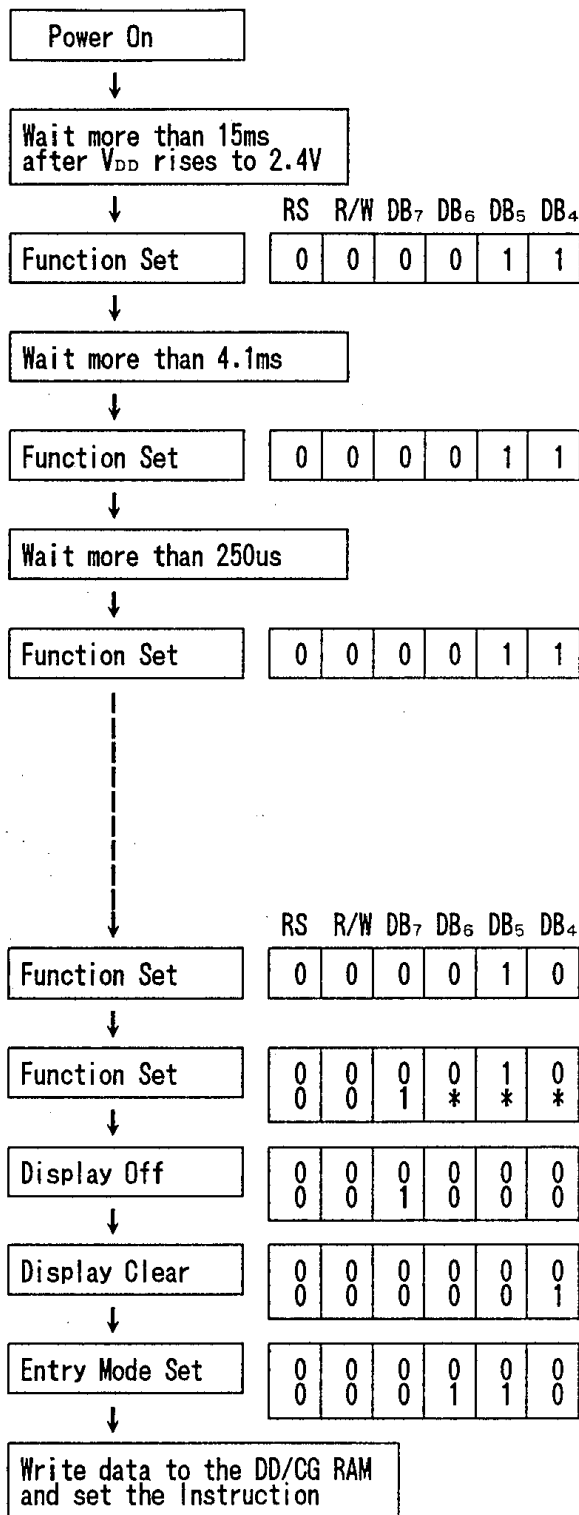 Power On
Wait more than 15ms
after VDD rises to 2.4V
RS R/W DB7 DB6 DB5 DB4
Function Set 0 0 0 0 1 1
Wait more than 4.1ms
Function Set 0 0 0 0 1 1
Wait more than 250us
Function Set 0 0 0 0 1 1
RS R/W DB7 DB6 DB5 DB4
Function Set 0 0 0 0 1 0
Function Set 0 0 0 0 1 0
0 0 1 * * *
Display Off 0 0 0 0 0 0
0 0 1 0 0 0
Display Clear 0 0 0 0 0 0
0 0 0 0 0 1
Entry Mode Set 0 0 0 0 0 0
0 0 0 1 1 0
Write data to the DD/CG RAM
and set the Instruction